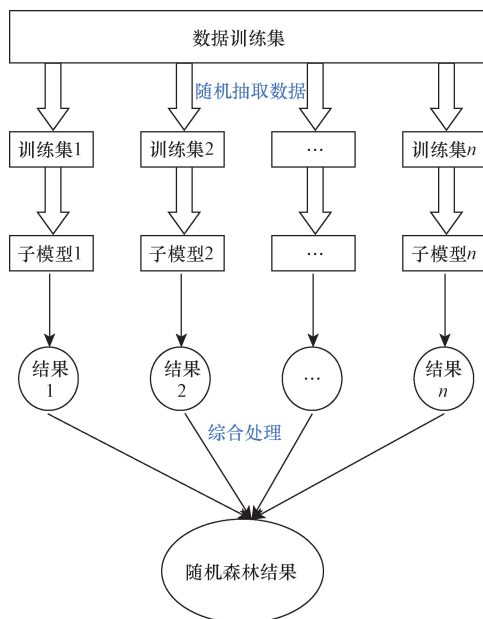 数据训练集
随机抽取数据
训练集1
训练集2
…
训练集n
子模型1
子模型2
…
子模型n
结果
1
结果
2
…
结果
n
综合处理
随机森林结果